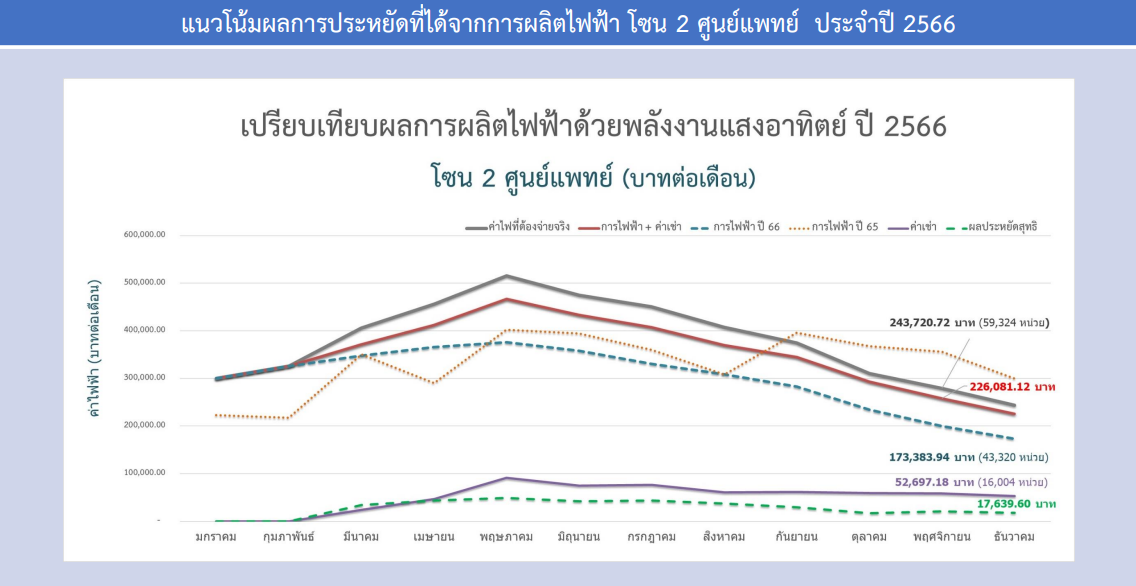 แนวโน้มผลการประหยัดที่ได้จากการผลิตไฟฟ้า โซน 2 ศูนย์แพทย์ ประจำปี 2566
เปรียบเทียบผลการผลิตไฟฟ้าด้วยพลังงานแสงอาทิตย์ ปี 2566
โซน 2 ศูนย์แพทย์ (บาทต่อเดือน)
ค่าไฟที่ต้องจ่ายจริง การไฟฟ้า + ค่าเช่า การไฟฟ้า ปี 66 การไฟฟ้า ปี 65 ค่าเช่า ผลประหยัดสุทธิ
ค่าไฟฟ้า (บาทต่อเดือน)
600,000.00
500,000.00
400,000.00
300,000.00
200,000.00
100,000.00
-
243,720.72 บาท (59,324 หน่วย)
226,081.12 บาท
173,383.94 บาท (43,320 หน่วย)
52,697.18 บาท (16,004 หน่วย)
17,639.60 บาท
มกราคม กุมภาพันธ์ มีนาคม เมษายน พฤษภาคม มิถุนายน กรกฎาคม สิงหาคม กันยายน ตุลาคม พฤศจิกายน ธันวาคม